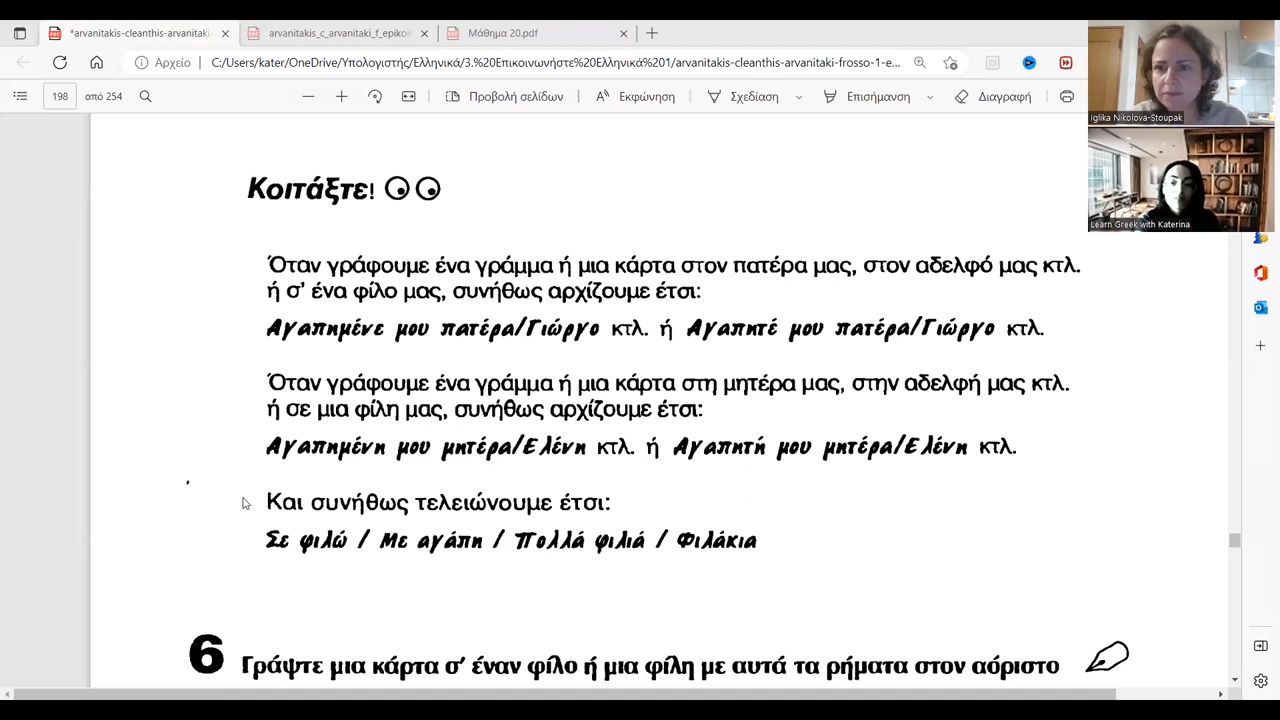 *arvanitakis-cleanthis-arvanitaki-
arvanitakis_c_arvanitaki_f_epikoir
Μάθημα 20.pdf
Αρχείο
C:/Users/kater/OneDrive/Υπολογιστής/Ελληνικά/3.%20Επικοινωνήστε%20Ελληνικά%201/arvanitakis-cleanthis-arvanitaki-frosso-1-e...
198 από 254
Προβολή σελίδων
Εκφώνηση
Σχεδίαση
Επισήμανση
Διαγραφή
Iglika Nikolova-Stoupak
Learn Greek with Katerina
Κοιτάξτε!
Όταν γράφουμε ένα γράμμα ή μια κάρτα στον πατέρα μας, στον αδελφό μας κτλ.
ή σ' ένα φίλο μας, συνήθως αρχίζουμε έτσι:
Αγαπημένε μου πατέρα/Γιώργο κτλ. ή Αγαπητέ μου πατέρα/Γιώργο κτλ.
Όταν γράφουμε ένα γράμμα ή μια κάρτα στη μητέρα μας, στην αδελφή μας κτλ.
ή σε μια φίλη μας, συνήθως αρχίζουμε έτσι:
Αγαπημένη μου μητέρα/Ελένη κτλ. ή Αγαπητή μου μητέρα/Ελένη κτλ.
Και συνήθως τελειώνουμε έτσι:
Σε φιλώ / Με αγάπη / Πολλά φιλιά / Φιλάκια
6 Γράψτε μια κάρτα σ' έναν φίλο ή μια φίλη με αυτά τα ρήματα στον αόριστο